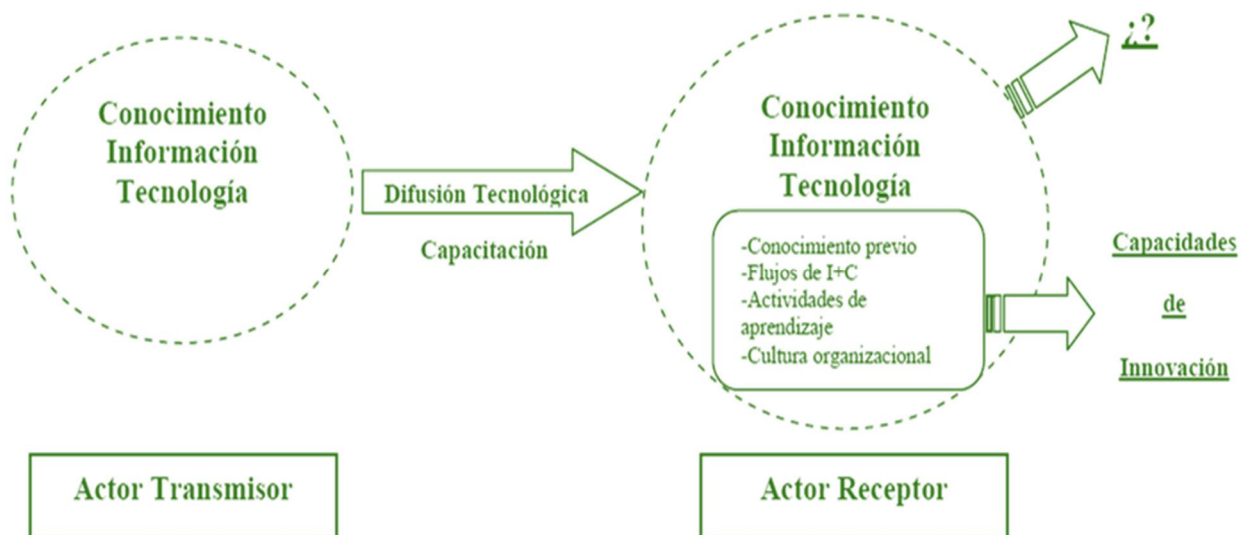 Conocimiento
Información
Tecnología
Difusión Tecnológica
Capacitación
Conocimiento
Información
Tecnología
-Conocimiento previo
-Flujos de I+C
-Actividades de
aprendizaje
-Cultura organizacional
¿?
Capacidades
de
Innovación
Actor Transmisor
Actor Receptor